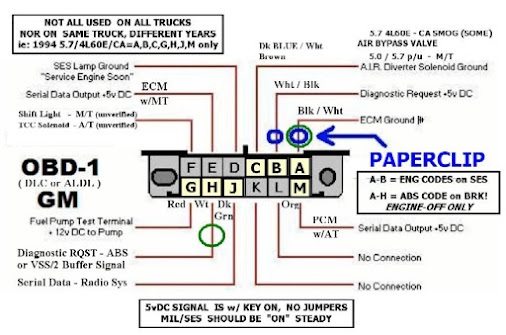 NOT ALL USED ON ALL TRUCKS
NOR ON SAME TRUCK, DIFFERENT YEARS
ie: 1994 5.7/4L60E/CA=A,B,C,G,H,J,M only
5.7 4L60E - CA SMOG (SOME)
AIR BYPASS VALVE
5.0 / 5.7 p/u - M/T
A.I.R. Diverter Solenoid Ground
Dk BLUE / Wht
Brown
SES Lamp Ground
"Service Engine Soon"
ECM
Serial Data Output +5v DC
w/MT
Wht / Blk
Diagnostic Request +5vDC
Shift Light - M/T (unverified)
TCC Solenoid - A/T (unverified)
Blk / Wht
ECM Ground
PAPERCLIP
OBD-1
( DLC or ALDL )
GM
F E D C B A
G H J K L M
A-B = ENG CODES on SES
A-H = ABS CODE on BRK!
ENGINE-OFF ONLY
Red Wt Dk
Grn
Org
Fuel Pump Test Terminal
+ 12v DC to Pump
PCM
Serial Data Output +5v DC
w/AT
Diagnostic RQST - ABS
or VSS/2 Buffer Signal
No Connection
Serial Data - Radio Sys
No Connection
5vDC SIGNAL IS w/ KEY ON, NO JUMPERS
MIL/SES SHOULD BE "ON" STEADY